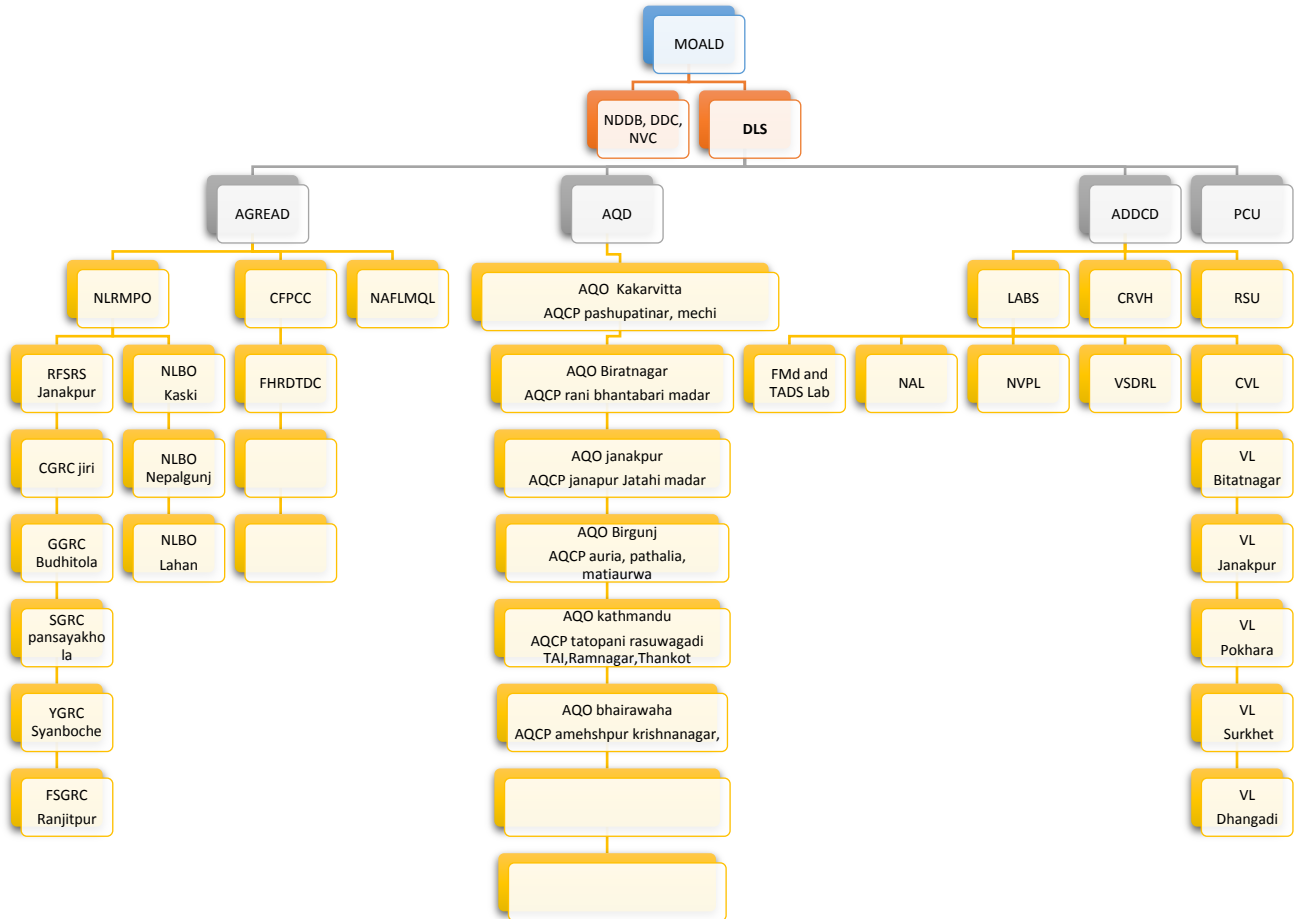 MOALD
NDDB, DDC,
NVC
DLS
AGREAD
AQD
ADDCD
PCU
NLRMPO
CFPCC
NAFLMQL
AQO  Kakarvitta
AQCP pashupatinar, mechi
LABS
CRVH
RSU
RFSRS
Janakpur
NLBO
Kaski
FHRDTDC
AQO Biratnagar
AQCP rani bhantabari madar
FMd and
TADS Lab
NAL
NVPL
VSDRL
CVL
CGRC jiri
NLBO
Nepalgunj
AQO janakpur
AQCP janapur Jatahi madar
VL
Bitatnagar
GGRC
Budhitola
NLBO
Lahan
AQO Birgunj
AQCP auria, pathalia,
matiaurwa
VL
Janakpur
SGRC
pansayakho
la
AQO kathmandu
AQCP tatopani rasuwagadi
TAI,Ramnagar,Thankot
VL
Pokhara
YGRC
Syanboche
AQO bhairawaha
AQCP amehshpur krishnanagar,
VL
Surkhet
FSGRC
Ranjitpur
VL
Dhangadi